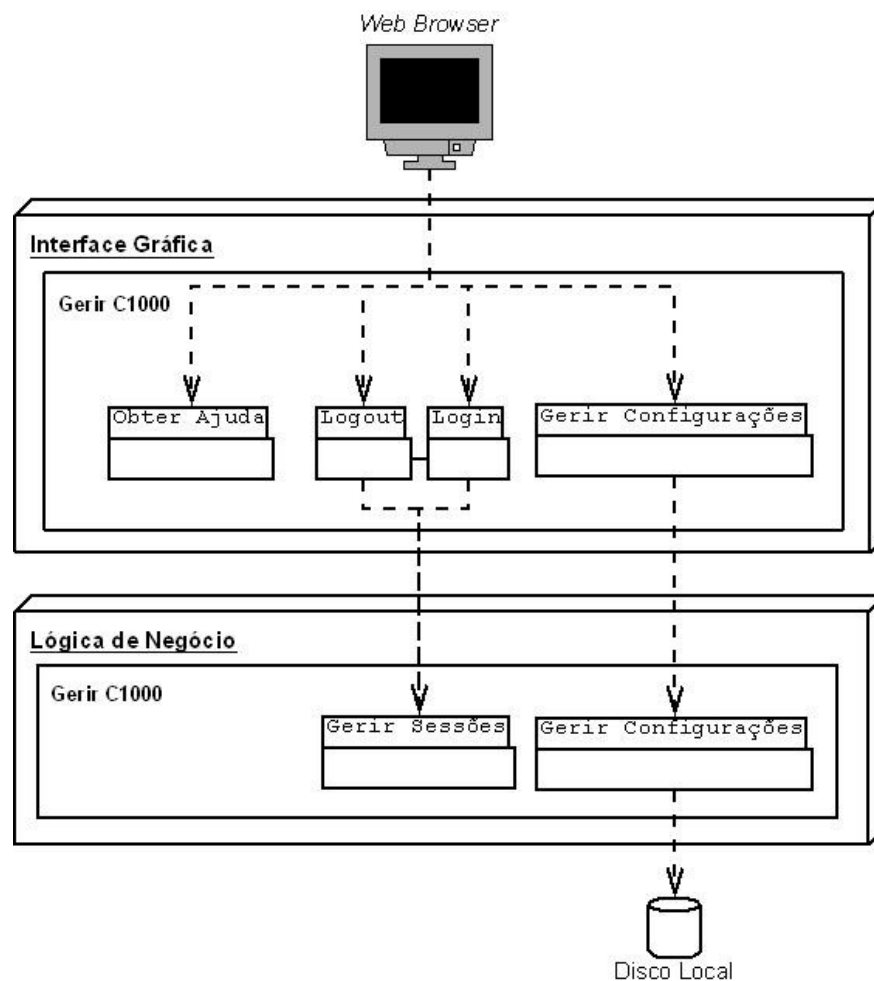 Web Browser
Interface Gráfica
Gerir C1000
Obter Ajuda
Logout
Login
Gerir Configurações
Lógica de Negócio
Gerir C1000
Gerir Sessões
Gerir Configurações
Disco Local